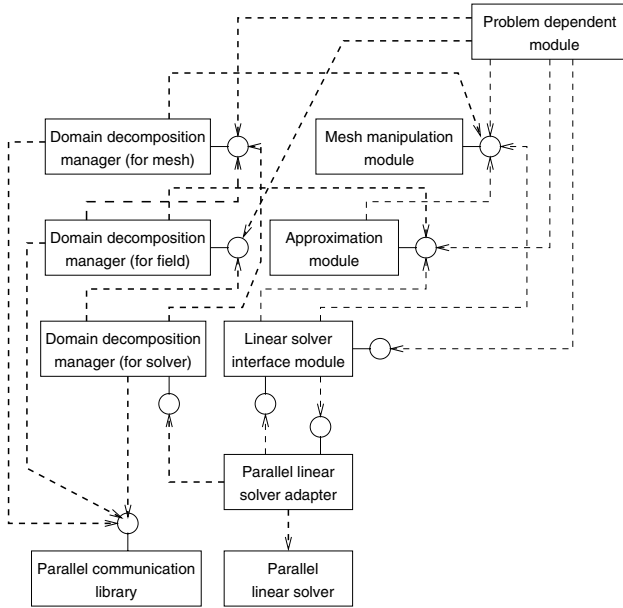 Problem dependent
module
Domain decomposition
manager (for mesh)
Mesh manipulation
module
Domain decomposition
manager (for field)
Approximation
module
Domain decomposition
manager (for solver)
Linear solver
interface module
Parallel linear
solver adapter
Parallel communication
library
Parallel
linear solver